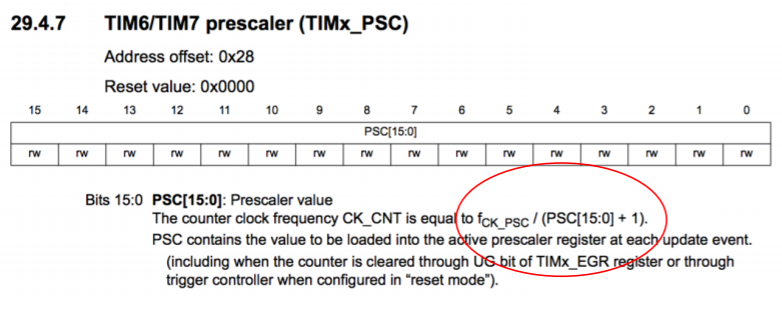 29.4.7 TIM6/TIM7 prescaler (TIMx_PSC)
Address offset: 0x28
Reset value: 0x0000
15 14 13 12 11 10 9 8 7 6 5 4 3 2 1 0
PSC[15:0]
rw rw rw rw rw rw rw rw rw rw rw rw rw rw rw rw
Bits 15:0 PSC[15:0]: Prescaler value
The counter clock frequency CK_CNT is equal to fCK_PSC / (PSC[15:0] + 1).
PSC contains the value to be loaded into the active prescaler register at each update event.
(including when the counter is cleared through UG bit of TIMx_EGR register or through
trigger controller when configured in “reset mode”).